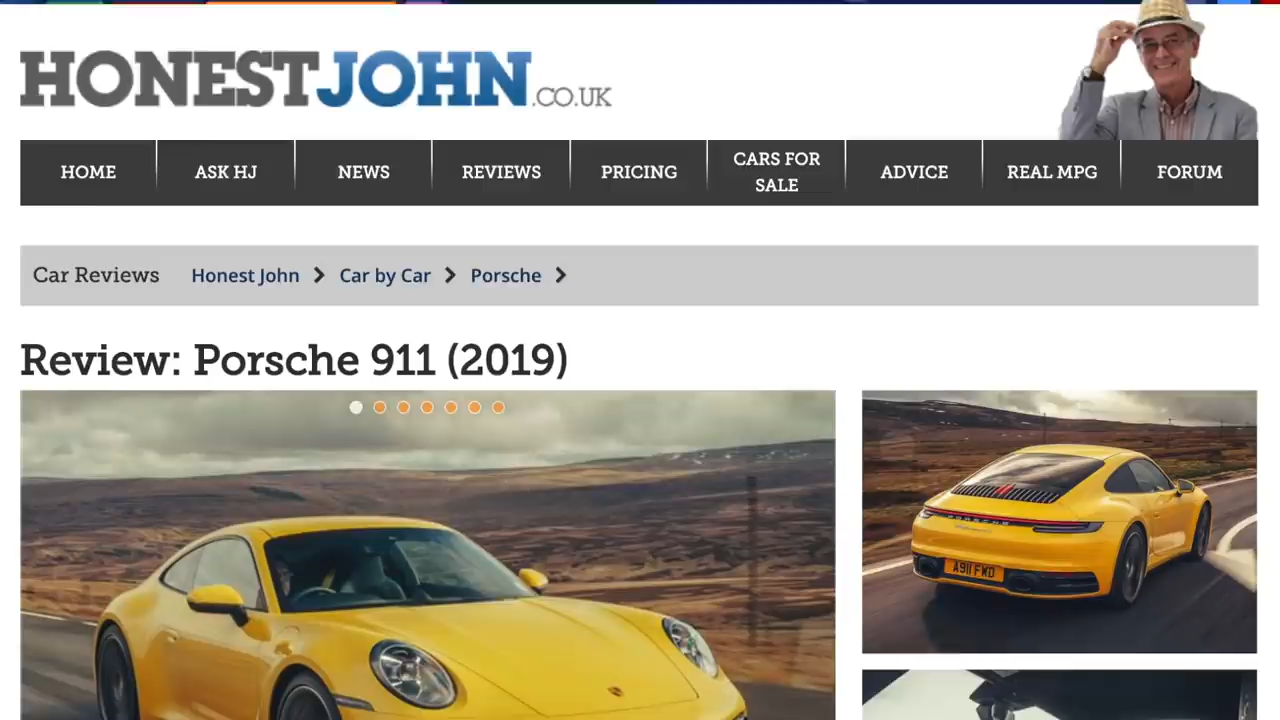 HONESTJOHN.CO.UK
HOME
ASK HJ
NEWS
REVIEWS
PRICING
CARS FOR
SALE
ADVICE
REAL MPG
FORUM
Car Reviews
Honest John
Car by Car
Porsche
Review: Porsche 911 (2019)
PORSCHE
A911 FWD